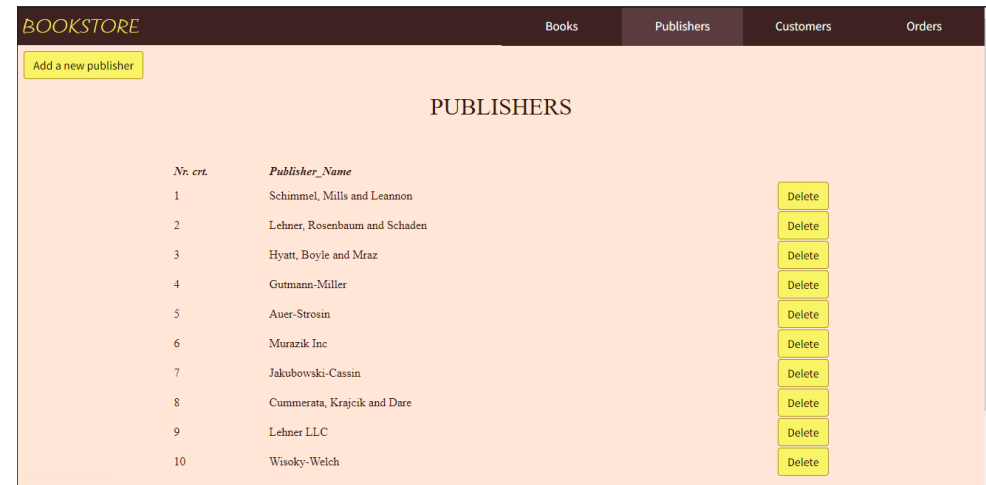 BOOKSTORE Books Publishers Customers Orders
Add a new publisher
PUBLISHERS
Nr. crt. Publisher_Name
1 Schimmel, Mills and Leannon Delete
2 Lehner, Rosenbaum and Schaden Delete
3 Hyatt, Boyle and Mraz Delete
4 Gutmann-Miller Delete
5 Auer-Strosin Delete
6 Murazik Inc Delete
7 Jakubowski-Cassin Delete
8 Cummerata, Krajcik and Dare Delete
9 Lehner LLC Delete
10 Wisoky-Welch Delete